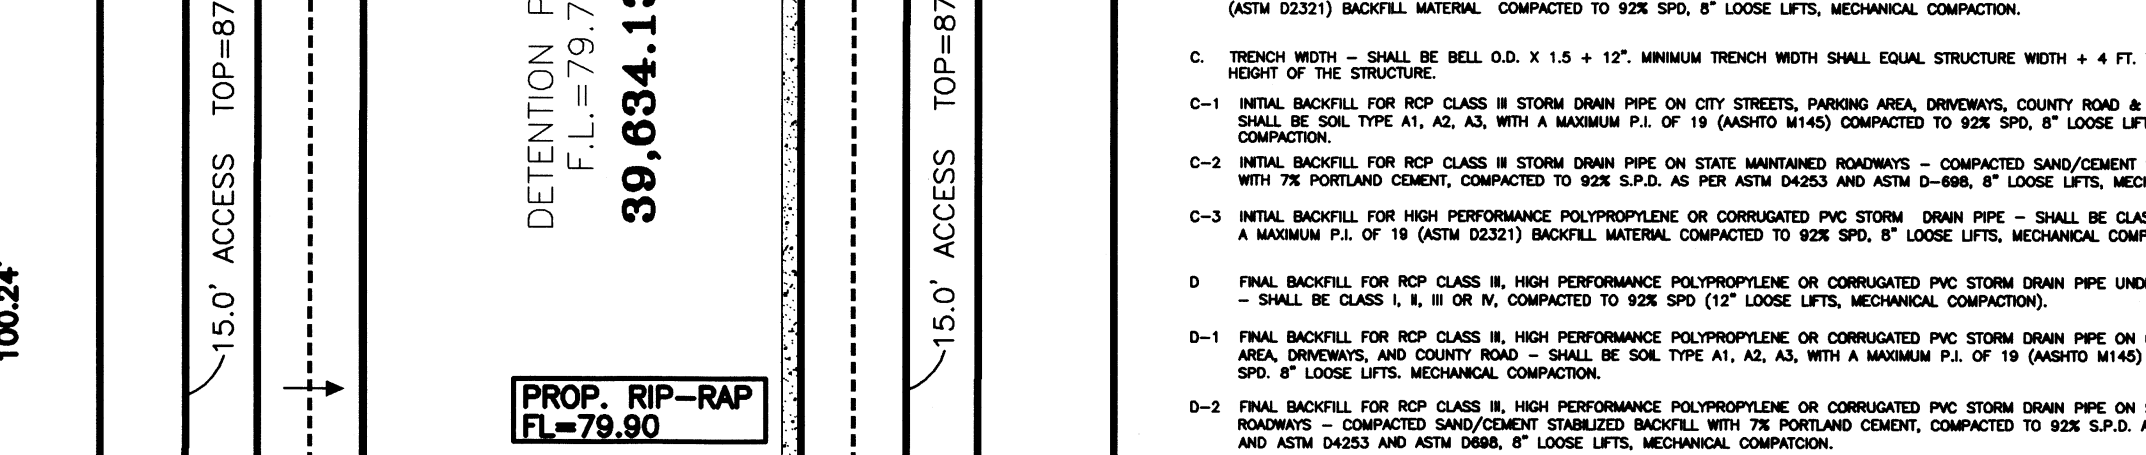 100.24'
15.0' ACCESS TOP=87
DETENTION
F.L.=79.7
39,634.13
15.0' ACCESS TOP=87
PROP. RIP-RAP
FL=79.90
(ASTM D2321) BACKFILL MATERIAL COMPACTED TO 92% SPD, 8" LOOSE LIFTS, MECHANICAL COMPACTION.
C. TRENCH WIDTH - SHALL BE BELL O.D. X 1.5 + 12". MINIMUM TRENCH WIDTH SHALL EQUAL STRUCTURE WIDTH + 4 FT.
HEIGHT OF THE STRUCTURE.
C-1 INITIAL BACKFILL FOR RCP CLASS III STORM DRAIN PIPE ON CITY STREETS, PARKING AREA, DRIVEWAYS, COUNTY ROAD &
SHALL BE SOIL TYPE A1, A2, A3, WITH A MAXIMUM P.I. OF 19 (AASHTO M145) COMPACTED TO 92% SPD, 8" LOOSE LIFT
COMPACTION.
C-2 INITIAL BACKFILL FOR RCP CLASS III STORM DRAIN PIPE ON STATE MAINTAINED ROADWAYS - COMPACTED SAND/CEMENT
WITH 7% PORTLAND CEMENT, COMPACTED TO 92% S.P.D. AS PER ASTM D4253 AND ASTM D-698, 8" LOOSE LIFTS, MECH
C-3 INITIAL BACKFILL FOR HIGH PERFORMANCE POLYPROPYLENE OR CORRUGATED PVC STORM DRAIN PIPE - SHALL BE CLAS
A MAXIMUM P.I. OF 19 (ASTM D2321) BACKFILL MATERIAL COMPACTED TO 92% SPD, 8" LOOSE LIFTS, MECHANICAL COMP
D FINAL BACKFILL FOR RCP CLASS III, HIGH PERFORMANCE POLYPROPYLENE OR CORRUGATED PVC STORM DRAIN PIPE UND
- SHALL BE CLASS I, II, III OR IV, COMPACTED TO 92% SPD (12" LOOSE LIFTS, MECHANICAL COMPACTION).
D-1 FINAL BACKFILL FOR RCP CLASS III, HIGH PERFORMANCE POLYPROPYLENE OR CORRUGATED PVC STORM DRAIN PIPE ON
AREA, DRIVEWAYS, AND COUNTY ROAD - SHALL BE SOIL TYPE A1, A2, A3, WITH A MAXIMUM P.I. OF 19 (AASHTO M145)
SPD. 8" LOOSE LIFTS. MECHANICAL COMPACTION.
D-2 FINAL BACKFILL FOR RCP CLASS III, HIGH PERFORMANCE POLYPROPYLENE OR CORRUGATED PVC STORM DRAIN PIPE ON
ROADWAYS - COMPACTED SAND/CEMENT STABILIZED BACKFILL WITH 7% PORTLAND CEMENT, COMPACTED TO 92% S.P.D.
AND ASTM D4253 AND ASTM D698, 8" LOOSE LIFTS, MECHANICAL COMPATCION.